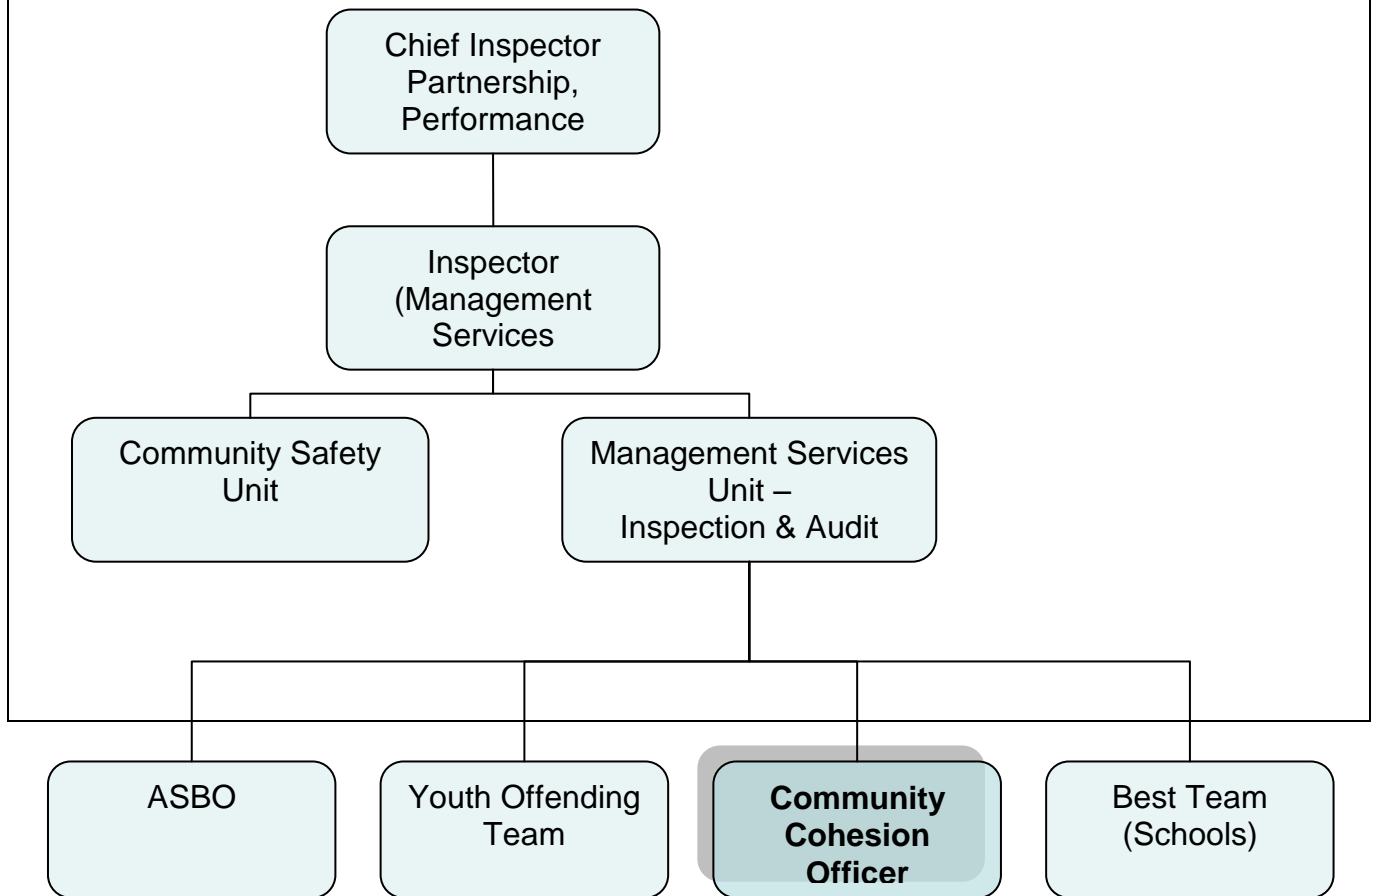 Chief Inspector
Partnership,
Performance
Inspector
(Management
Services
Community Safety
Unit
Management Services
Unit –
Inspection & Audit
ASBO
Youth Offending
Team
Community
Cohesion
Officer
Best Team
(Schools)